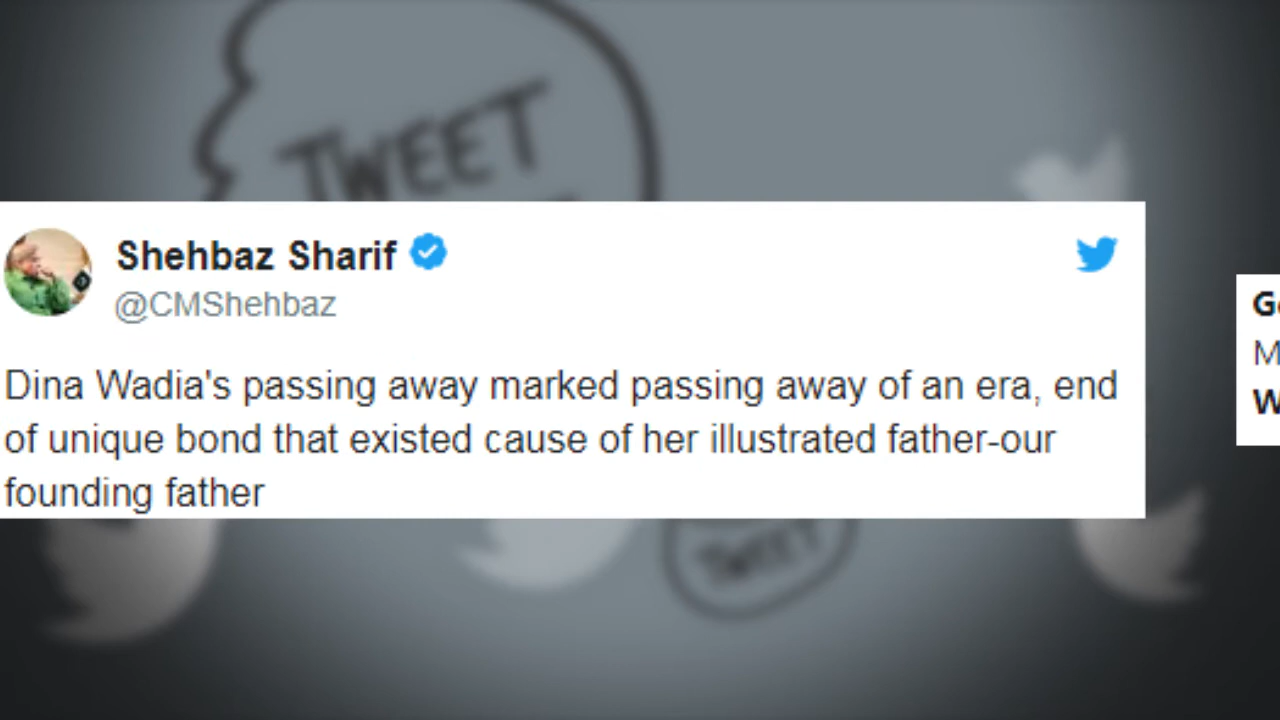 TWEET
Shehbaz Sharif
@CMShehbaz
Dina Wadia's passing away marked passing away of an era, end
of unique bond that existed cause of her illustrated father-our
founding father
TWEET